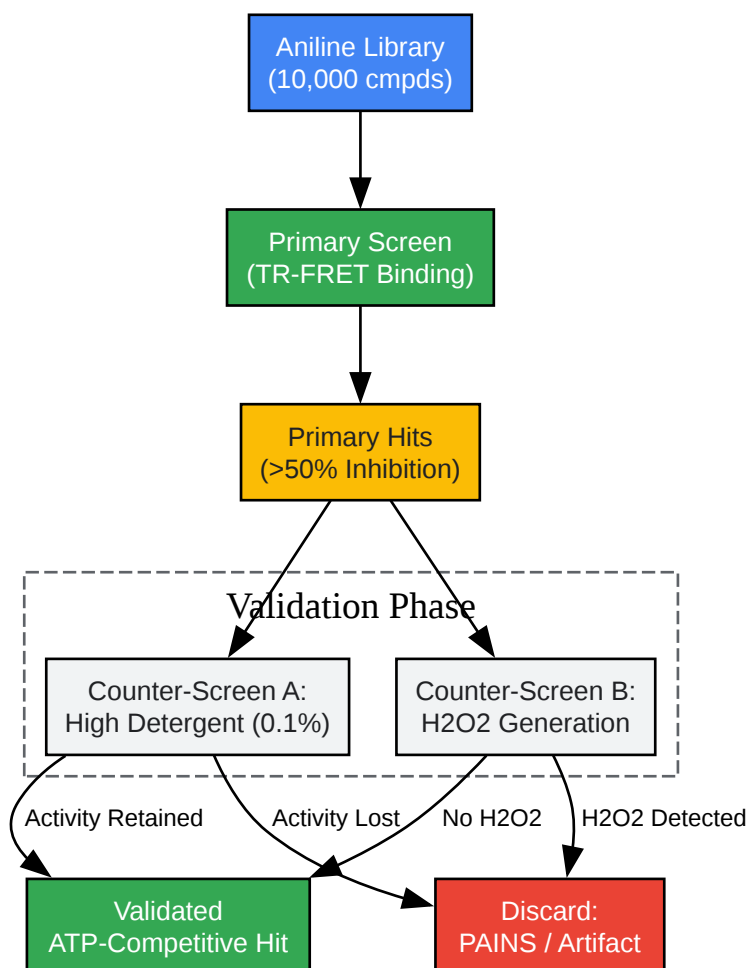 Aniline Library
(10,000 cmpds)
Primary Screen
(TR-FRET Binding)
Primary Hits
(>50% Inhibition)
Validation Phase
Counter-Screen A:
High Detergent (0.1%)
Counter-Screen B:
H2O2 Generation
Activity Retained
Activity Lost
No H2O2
H2O2 Detected
Validated
ATP-Competitive Hit
Discard:
PAINS / Artifact